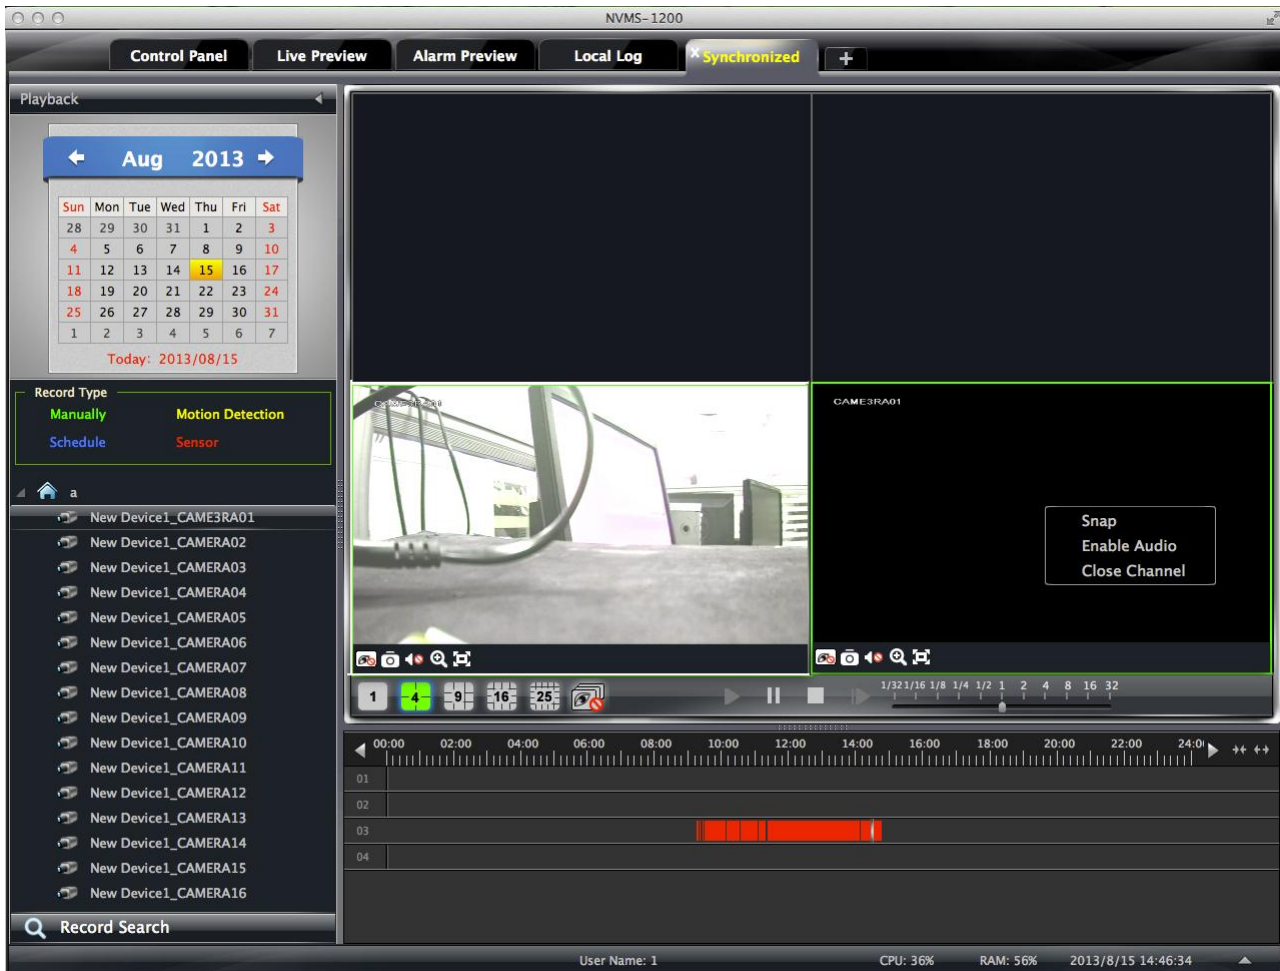 NVMS-1200
Control Panel Live Preview Alarm Preview Local Log × Synchronized +
Playback
Aug 2013
Sun Mon Tue Wed Thu Fri Sat
28 29 30 31 1 2 3
4 5 6 7 8 9 10
11 12 13 14 15 16 17
18 19 20 21 22 23 24
25 26 27 28 29 30 31
1 2 3 4 5 6 7
Today: 2013/08/15
Record Type
Manually Motion Detection
Schedule Sensor
a
New Device1_CAME3RA01
New Device1_CAMERA02
New Device1_CAMERA03
New Device1_CAMERA04
New Device1_CAMERA05
New Device1_CAMERA06
New Device1_CAMERA07
New Device1_CAMERA08
New Device1_CAMERA09
New Device1_CAMERA10
New Device1_CAMERA11
New Device1_CAMERA12
New Device1_CAMERA13
New Device1_CAMERA14
New Device1_CAMERA15
New Device1_CAMERA16
Record Search
CAME3RA01
CAME3RA01
Snap
Enable Audio
Close Channel
1 4 9 16 25
1/32 1/16 1/8 1/4 1/2 1 2 4 8 16 32
00:00 02:00 04:00 06:00 08:00 10:00 12:00 14:00 16:00 18:00 20:00 22:00 24:0
01
02
03
04
User Name: 1 CPU: 36% RAM: 56% 2013/8/15 14:46:34